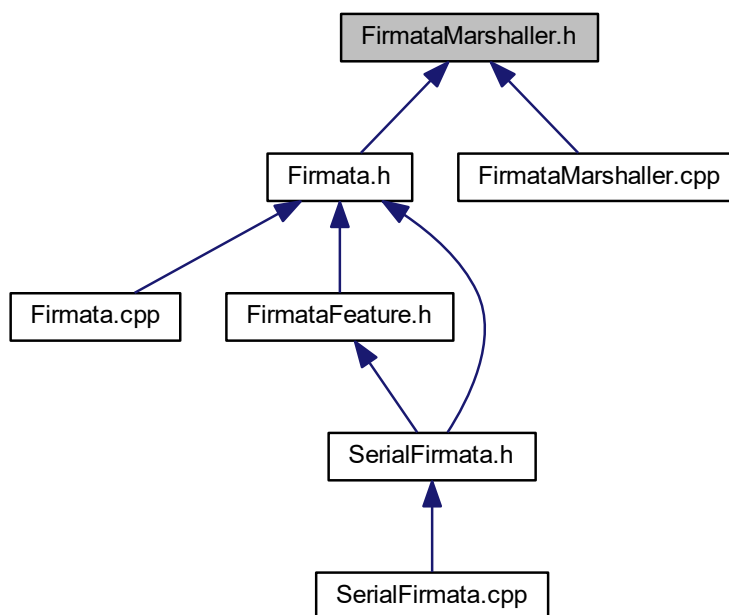 FirmataMarshaller.h
Firmata.h
FirmataMarshaller.cpp
Firmata.cpp
FirmataFeature.h
SerialFirmata.h
SerialFirmata.cpp